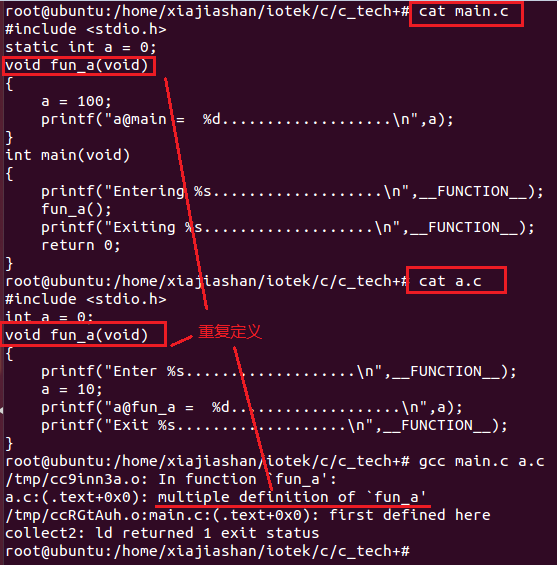 root@ubuntu:/home/xiajiashan/iotek/c/c_tech+# cat main.c
#include <stdio.h>
static int a = 0;
void fun_a(void)
{
    a = 100;
    printf("a@main =  %d...................\n",a);
}
int main(void)
{
    printf("Entering %s...................\n",__FUNCTION__);
    fun_a();
    printf("Exiting %s...................\n",__FUNCTION__);
    return 0;
}
root@ubuntu:/home/xiajiashan/iotek/c/c_tech+# cat a.c
#include <stdio.h>
int a = 0;
void fun_a(void)
重复定义
{
    printf("Enter %s...................\n",__FUNCTION__);
    a = 10;
    printf("a@fun_a =  %d...................\n",a);
    printf("Exit %s...................\n",__FUNCTION__);
}
root@ubuntu:/home/xiajiashan/iotek/c/c_tech+# gcc main.c a.c
/tmp/cc9inn3a.o: In function `fun_a':
a.c:(.text+0x0): multiple definition of `fun_a'
/tmp/ccRGtAuh.o:main.c:(.text+0x0): first defined here
collect2: ld returned 1 exit status
root@ubuntu:/home/xiajiashan/iotek/c/c_tech+#